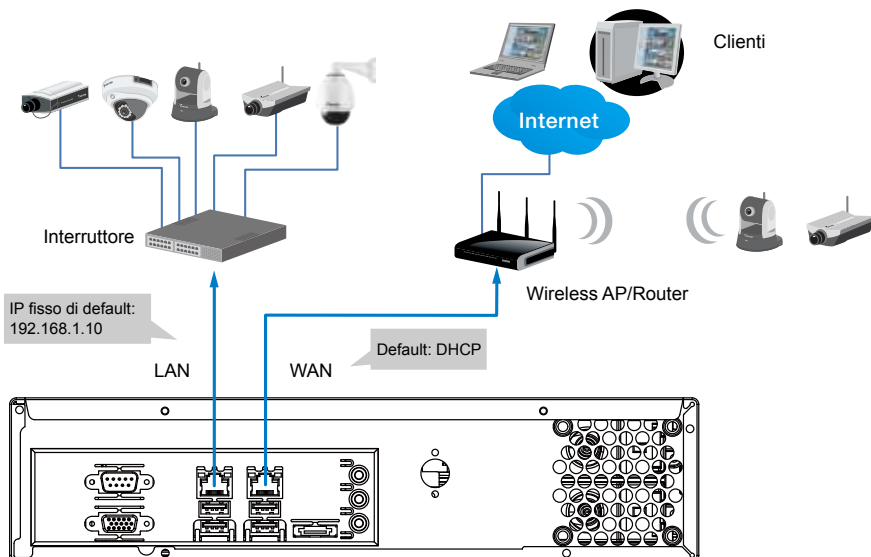 Clienti
Internet
Interruttore
Wireless AP/Router
IP fisso di default:
192.168.1.10
Default: DHCP
LAN
WAN